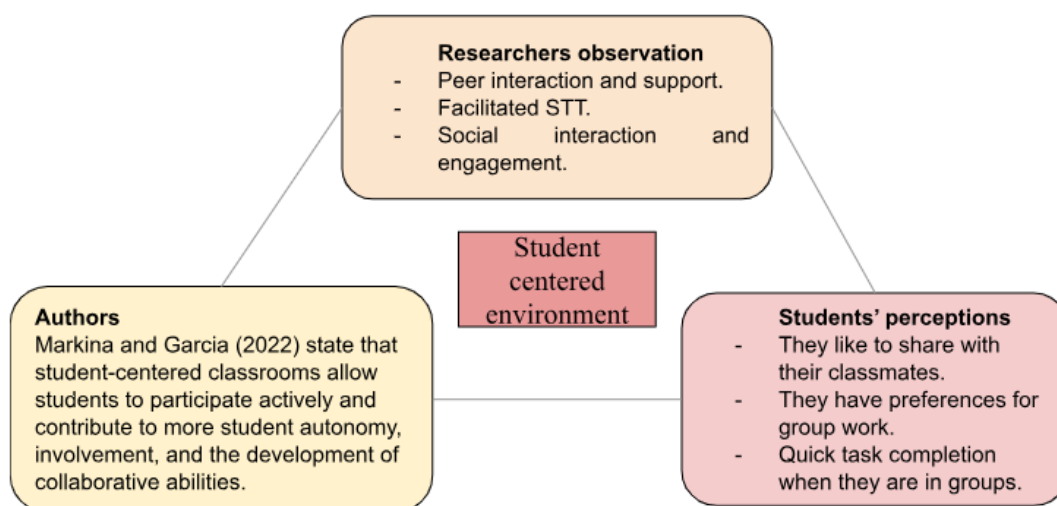 Researchers observation
- Peer interaction and support.
- Facilitated STT.
- Social interaction and
engagement.
Student
centered
environment
Authors
Markina and Garcia (2022) state that
student-centered classrooms allow
students to participate actively and
contribute to more student autonomy,
involvement, and the development of
collaborative abilities.
Students’ perceptions
- They like to share with
their classmates.
- They have preferences for
group work.
- Quick task completion
when they are in groups.